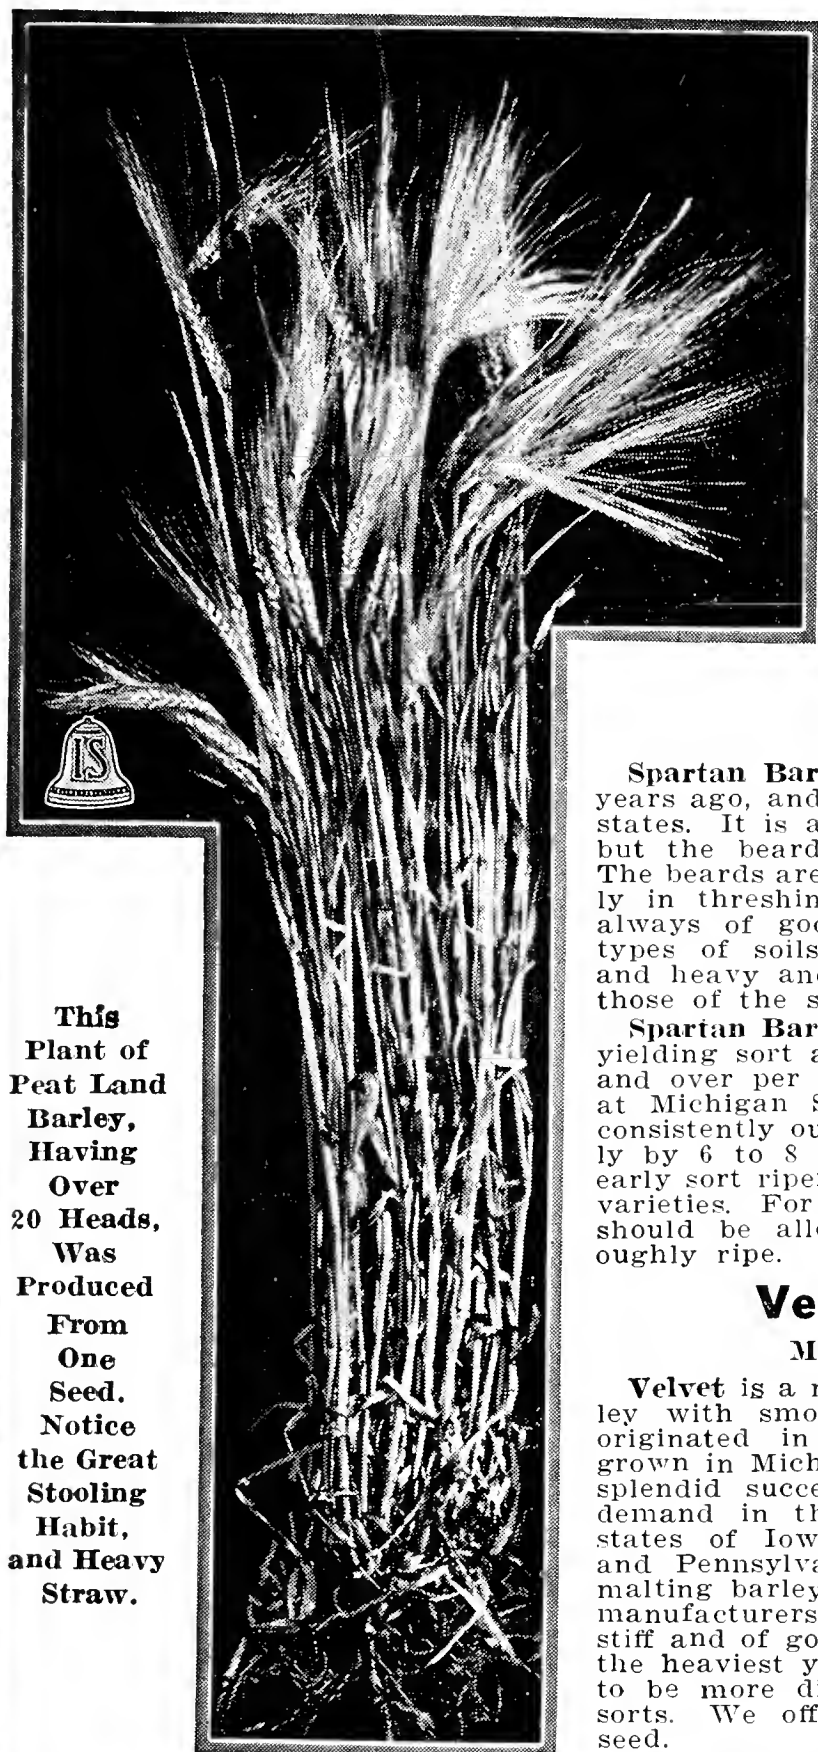 IS
This
Plant of
Peat Land
Barley,
Having
Over
20 Heads,
Was
Produced
From
One
Seed.
Notice
the Great
Stooling
Habit,
and Heavy
Straw.
Spartan Bar
years ago, and
states. It is a
but the beard
The beards are
ly in threshin
always of goo
types of soils
and heavy and
those of the s
Spartan Bar
yielding sort a
and over per
at Michigan S
consistently ou
ly by 6 to 8
early sort ripe
varieties. For
should be all
oughly ripe.
Ve
M
Velvet is a r
ley with smo
originated in
grown in Mich
splendid succe
demand in th
states of Iow
and Pennsylva
malting barley
manufacturers
stiff and of go
the heaviest y
to be more di
sorts. We off
seed.